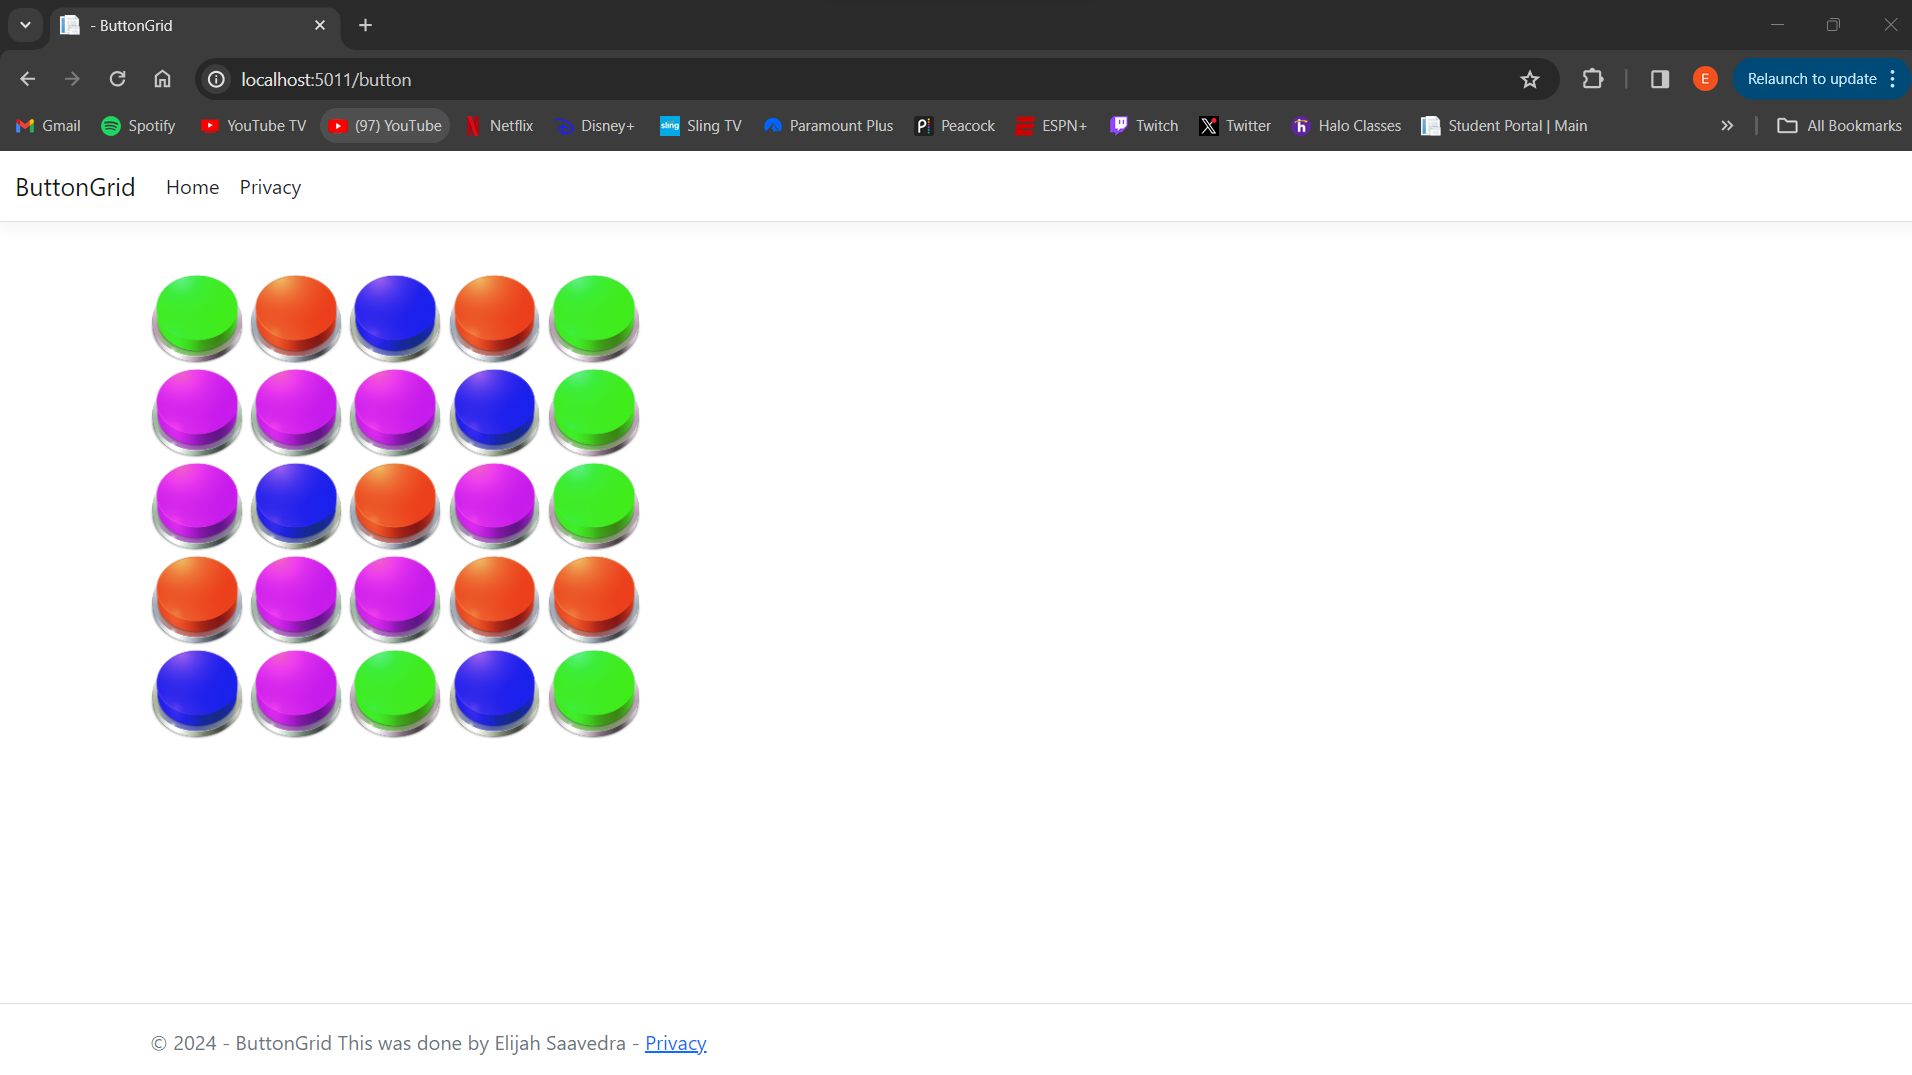 - ButtonGrid
localhost:5011/button
E
Relaunch to update
Gmail
Spotify
YouTube TV
(97) YouTube
Netflix
Disney+
sling
Sling TV
Paramount Plus
P
Peacock
ESPN+
Twitch
X
Twitter
h
Halo Classes
Student Portal | Main
All Bookmarks
ButtonGrid
Home
Privacy
© 2024 - ButtonGrid This was done by Elijah Saavedra - Privacy